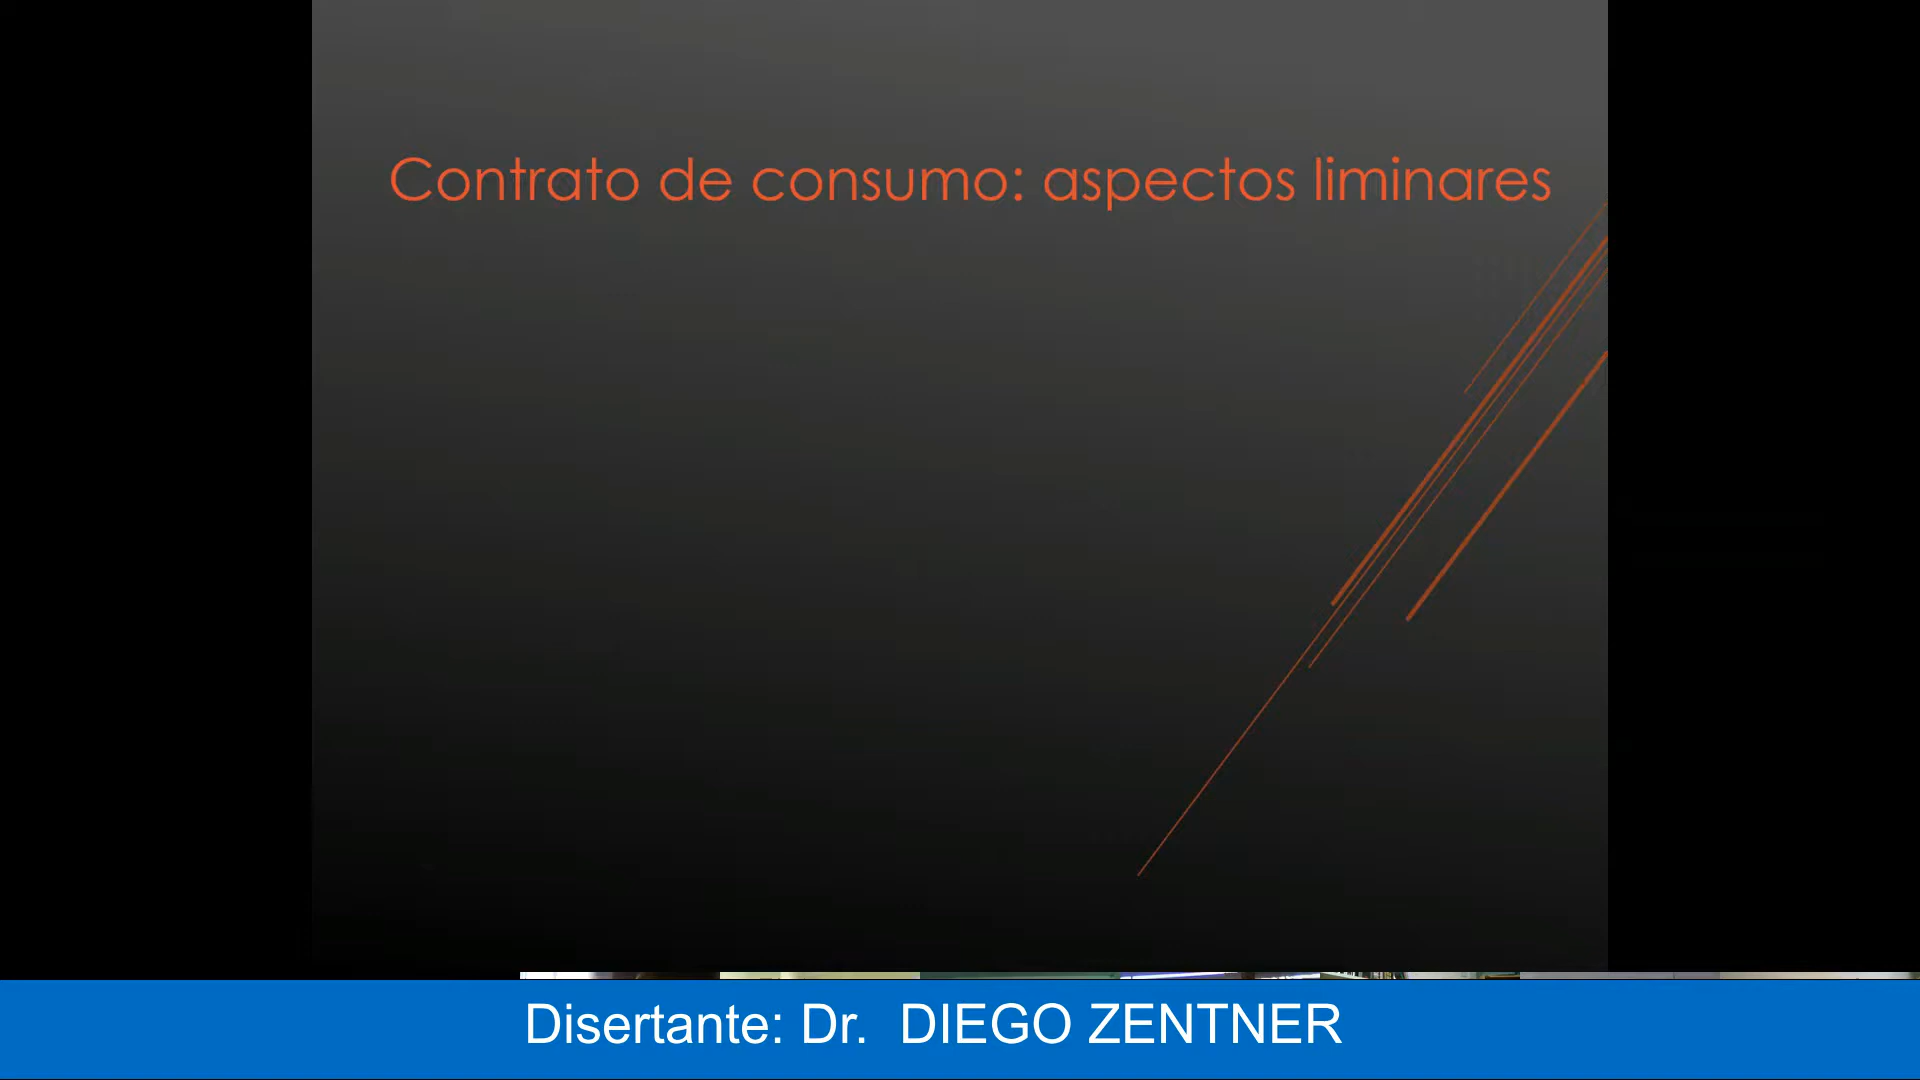 Contrato de consumo: aspectos liminares
Disertante: Dr.  DIEGO ZENTNER